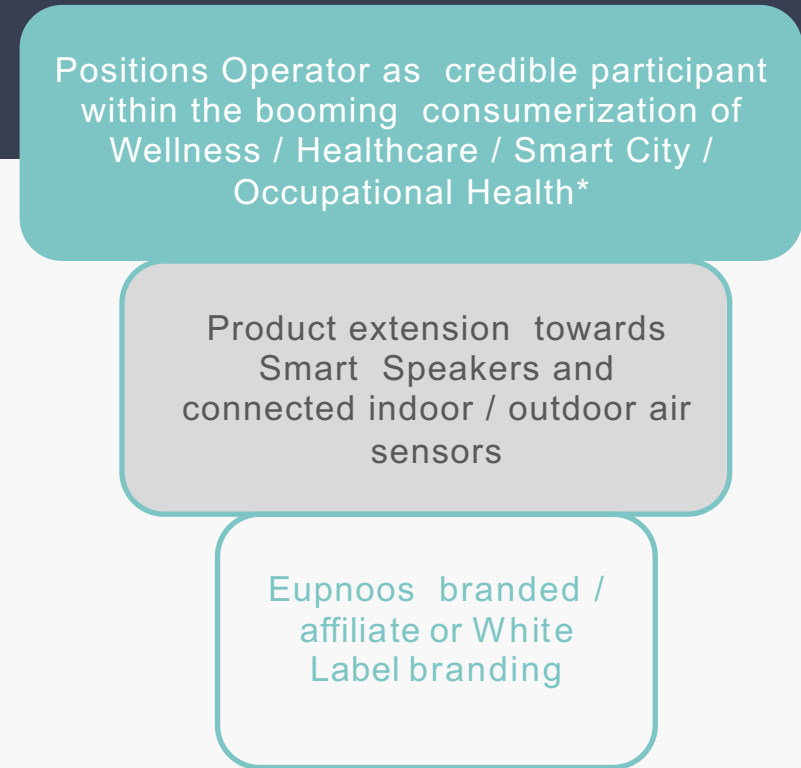 Positions Operator as credible participant
within the booming consumerization of
Wellness / Healthcare / Smart City /
Occupational Health*
Product extension towards
Smart Speakers and
connected indoor / outdoor air
sensors
Eupnoos branded /
affiliate or White
Label branding